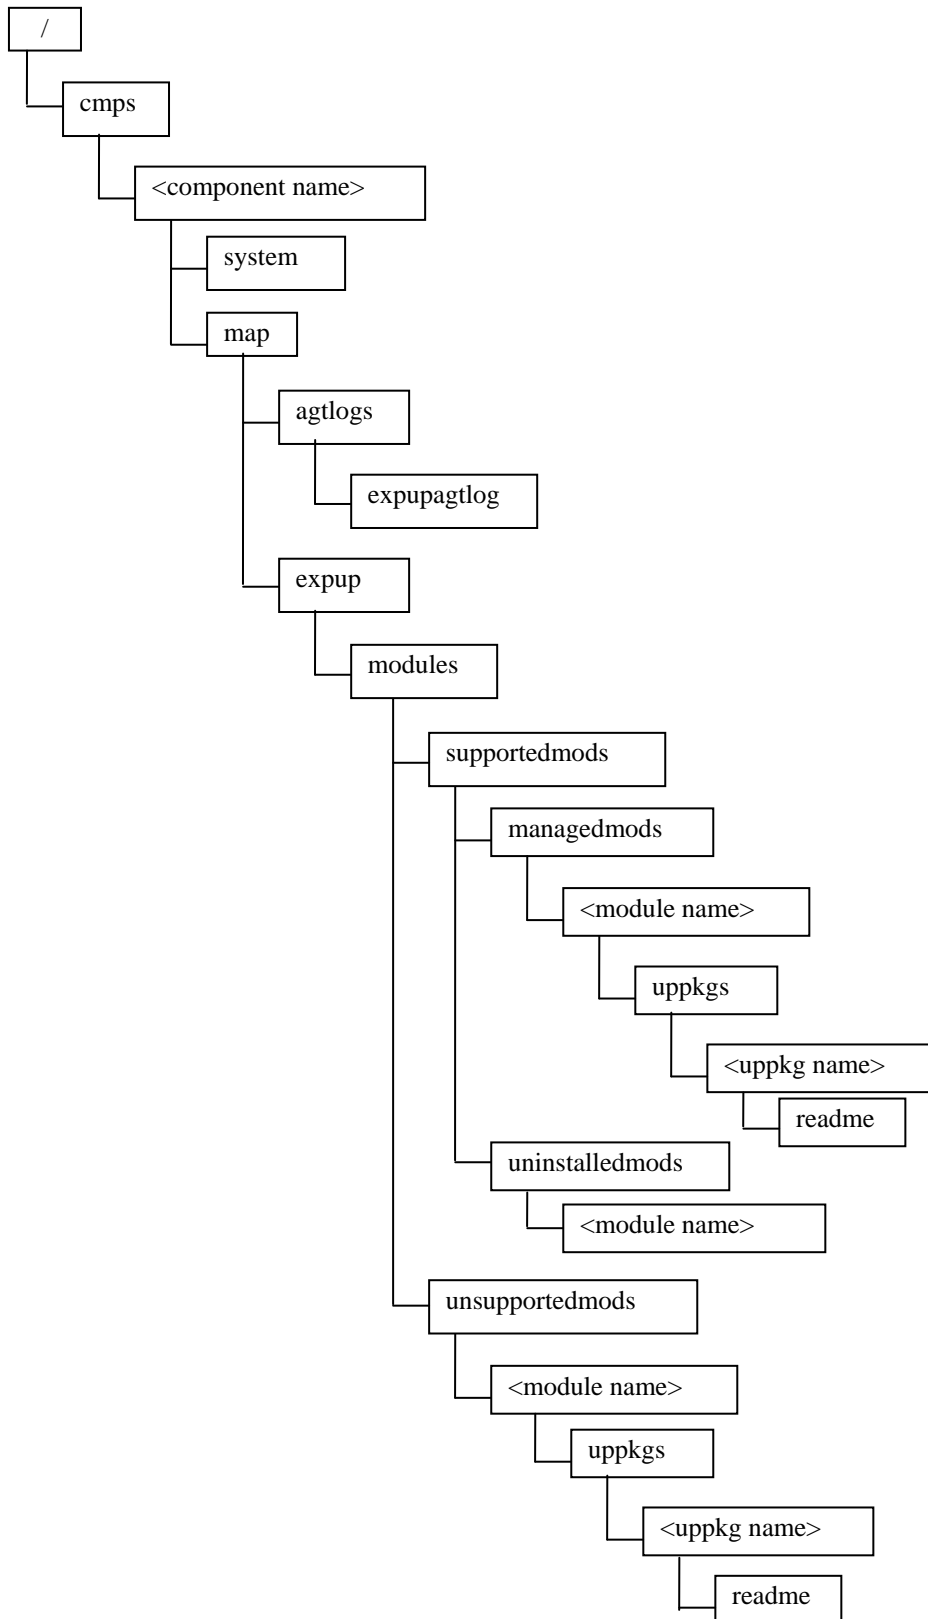 /
cmps
<component name>
system
map
agtlogs
expupagtlog
expup
modules
supportedmods
managedmods
<module name>
uppkgs
<uppkg name>
readme
uninstalledmods
<module name>
unsupportedmods
<module name>
uppkgs
<uppkg name>
readme